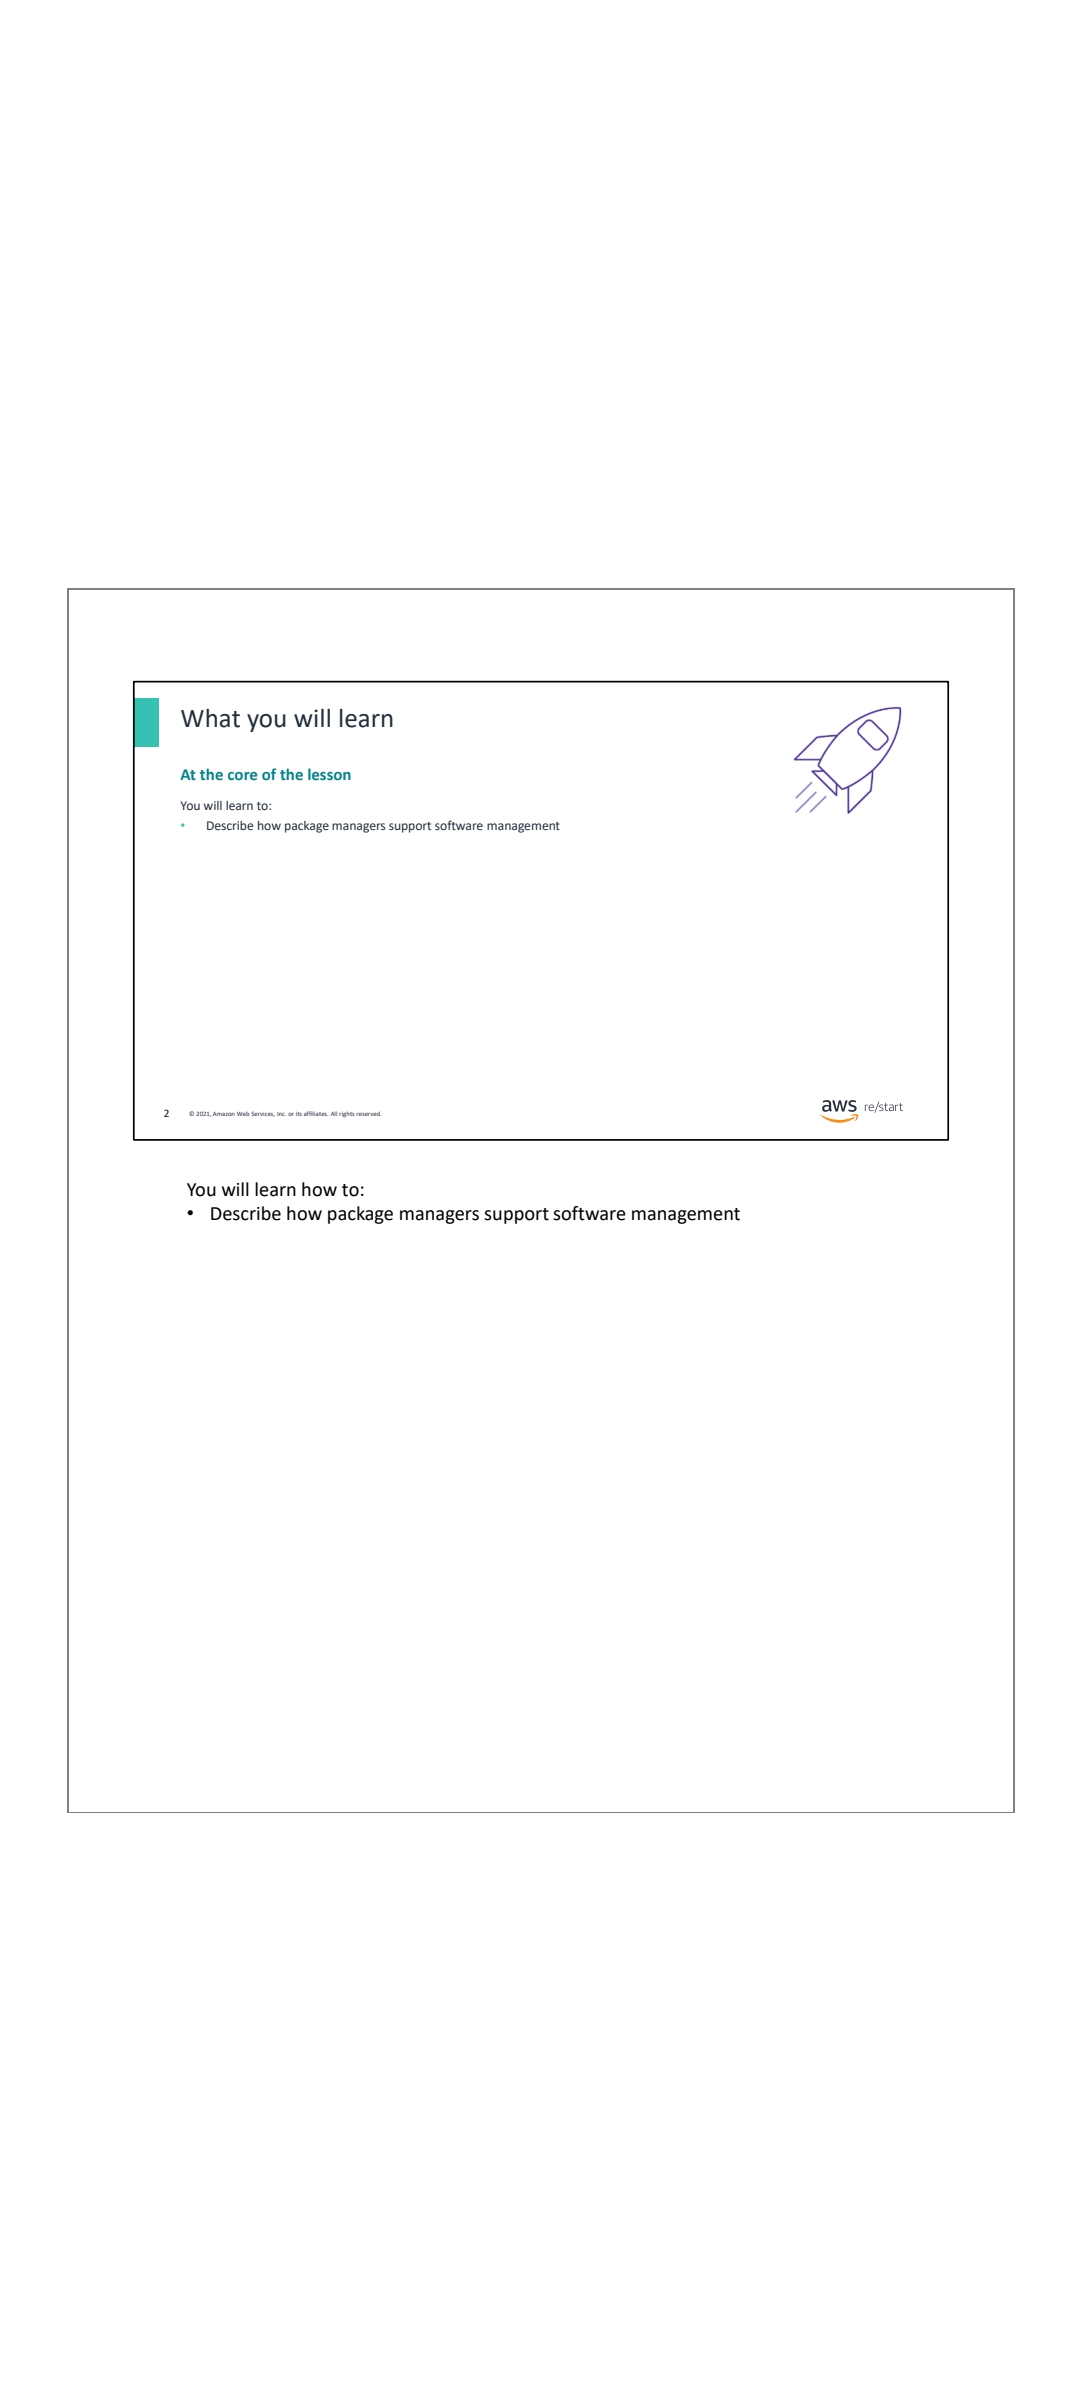 What you will learn
At the core of the lesson
You will learn to:
• Describe how package managers support software management
2 © 2021, Amazon Web Services, Inc. or its affiliates. All rights reserved.
aws re/start
You will learn how to:
• Describe how package managers support software management